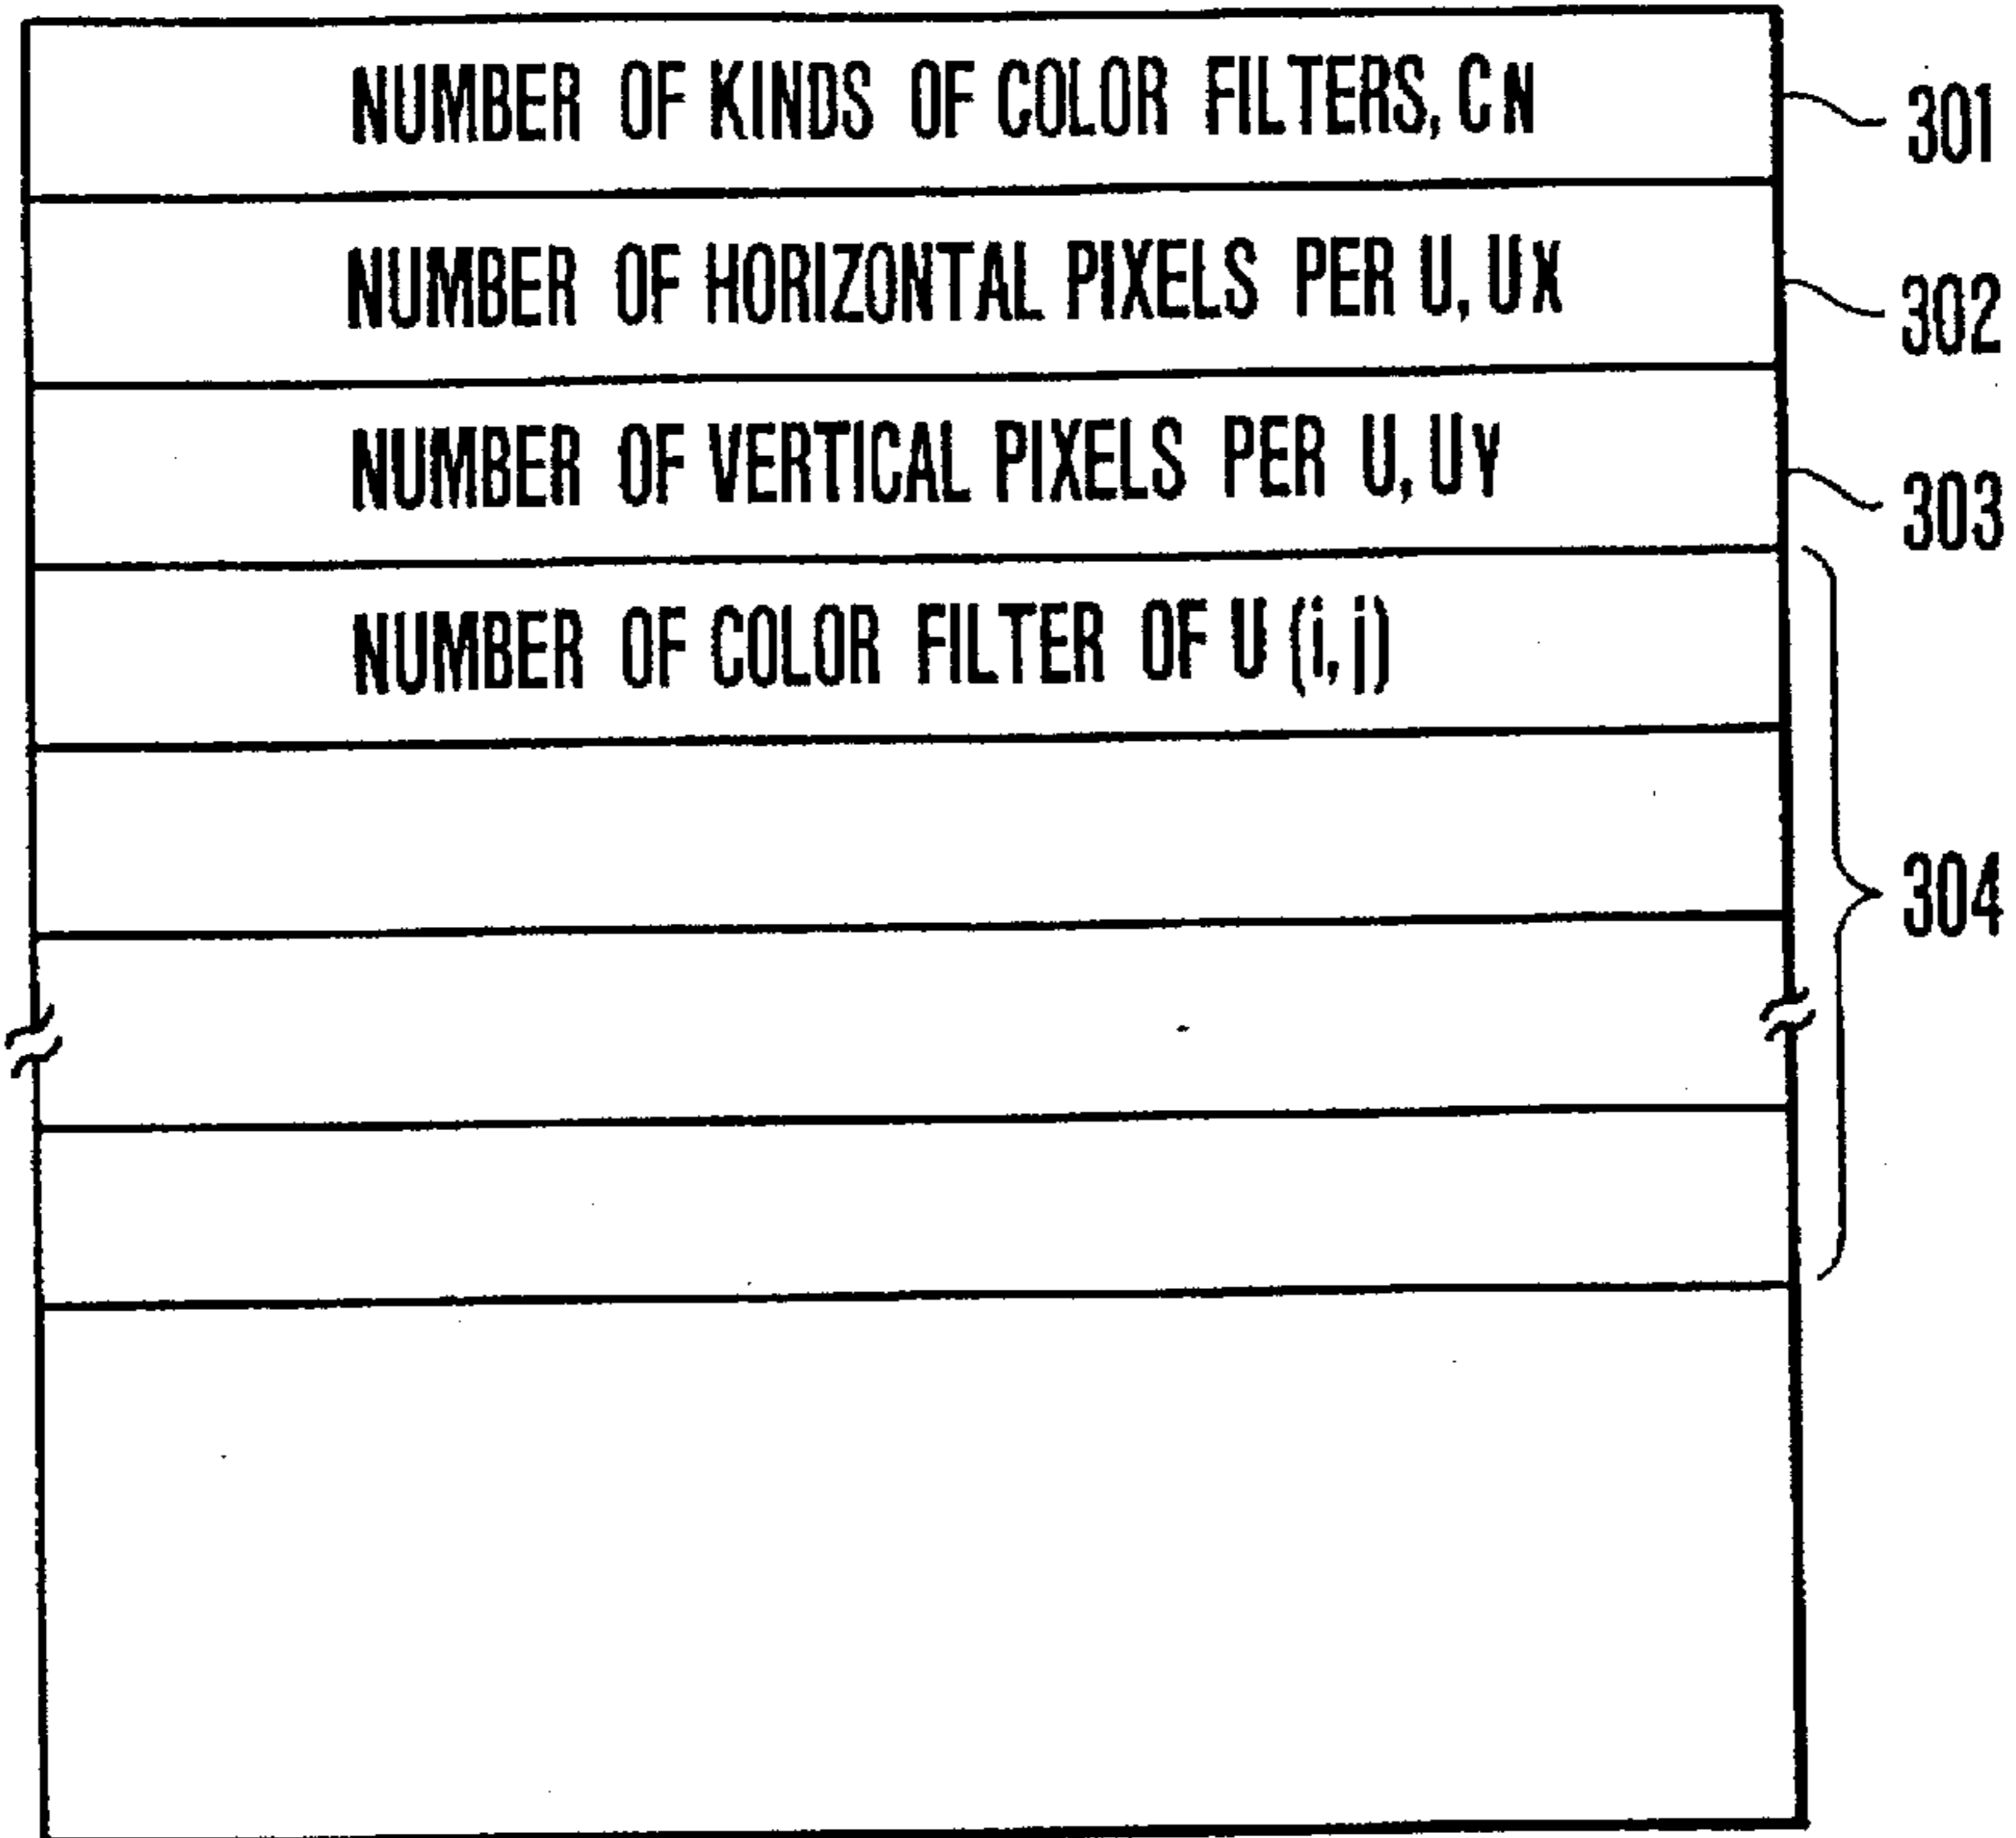 NUMBER OF KINDS OF COLOR FILTERS, CN
301
NUMBER OF HORIZONTAL PIXELS PER U, UX
302
NUMBER OF VERTICAL PIXELS PER U, UY
303
NUMBER OF COLOR FILTER OF U (i, j)
304